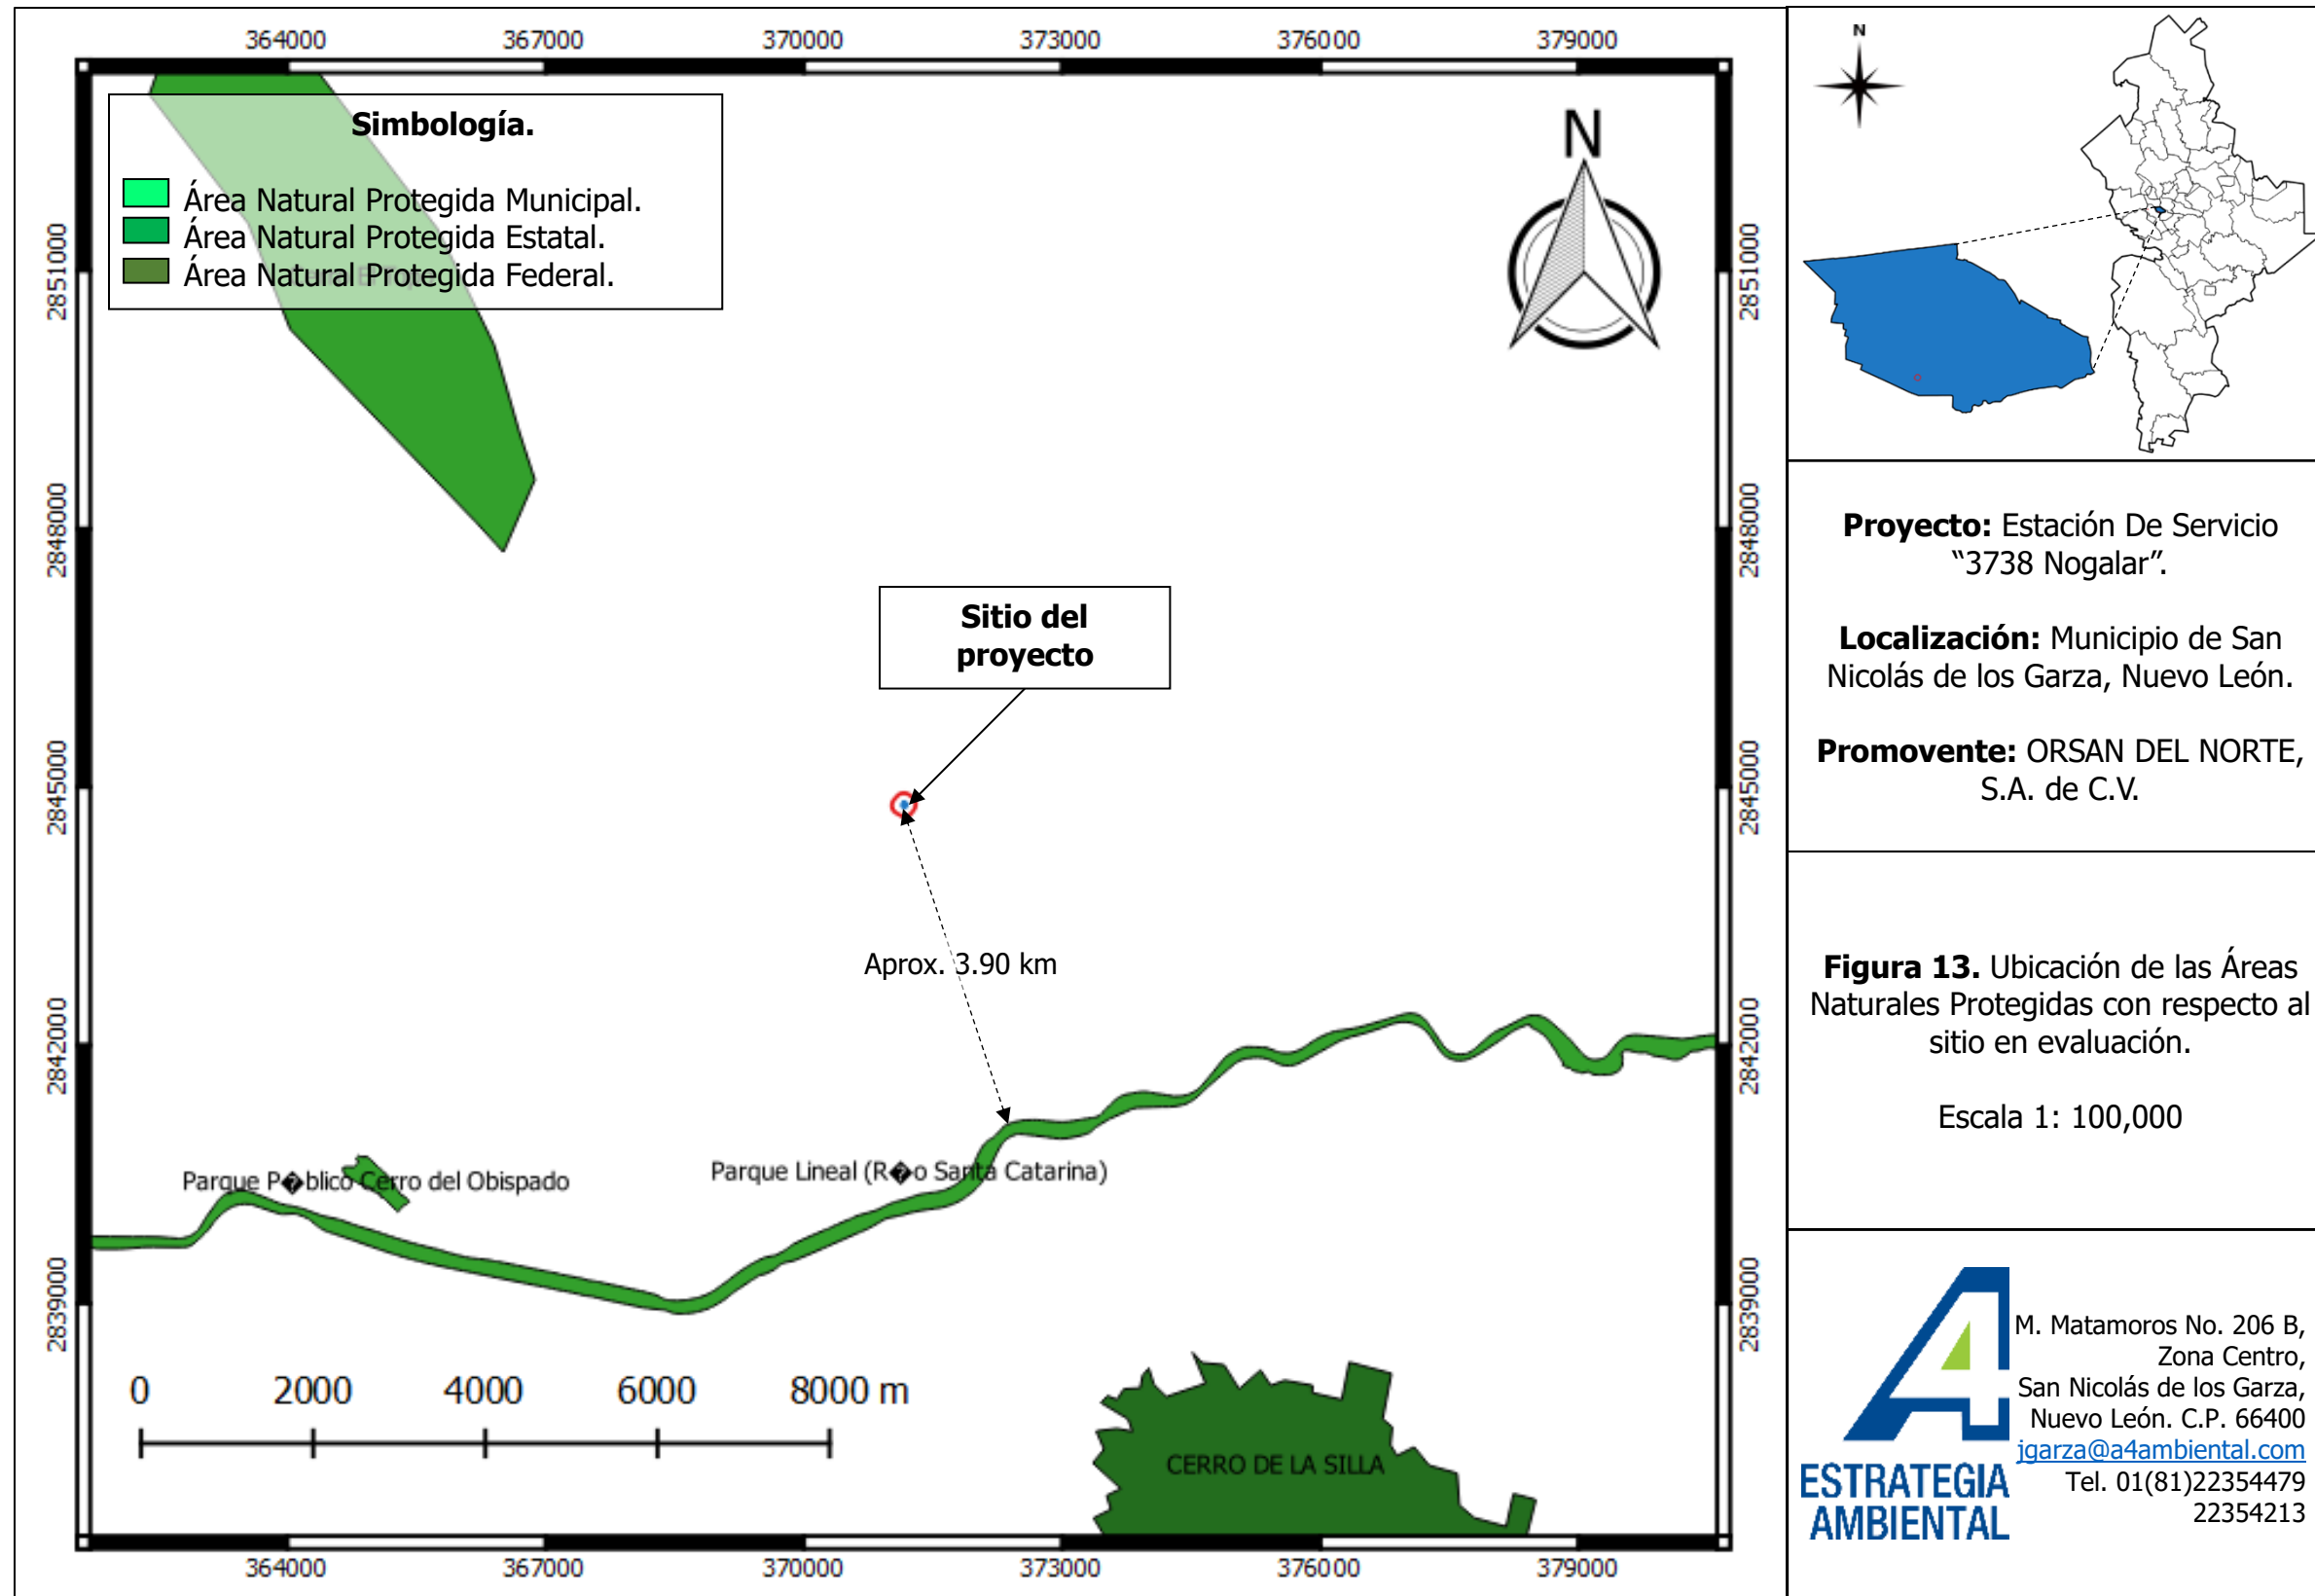 364000 367000 370000 373000 376000 379000
N
Simbología.
Área Natural Protegida Municipal.
Área Natural Protegida Estatal.
Área Natural Protegida Federal.
2851000 2851000
2848000 2848000
Sitio del
proyecto
2845000 2845000
Aprox. 3.90 km
2842000 2842000
Parque P�blico Cerro del Obispado
Parque Lineal (R�o Santa Catarina)
2839000 2839000
0 2000 4000 6000 8000 m
CERRO DE LA SILLA
364000 367000 370000 373000 376000 379000
N
Proyecto: Estación De Servicio
“3738 Nogalar”.
Localización: Municipio de San
Nicolás de los Garza, Nuevo León.
Promovente: ORSAN DEL NORTE,
S.A. de C.V.
Figura 13. Ubicación de las Áreas
Naturales Protegidas con respecto al
sitio en evaluación.
Escala 1: 100,000
A4
ESTRATEGIA
AMBIENTAL
M. Matamoros No. 206 B,
Zona Centro,
San Nicolás de los Garza,
Nuevo León. C.P. 66400
jgarza@a4ambiental.com
Tel. 01(81)22354479
22354213